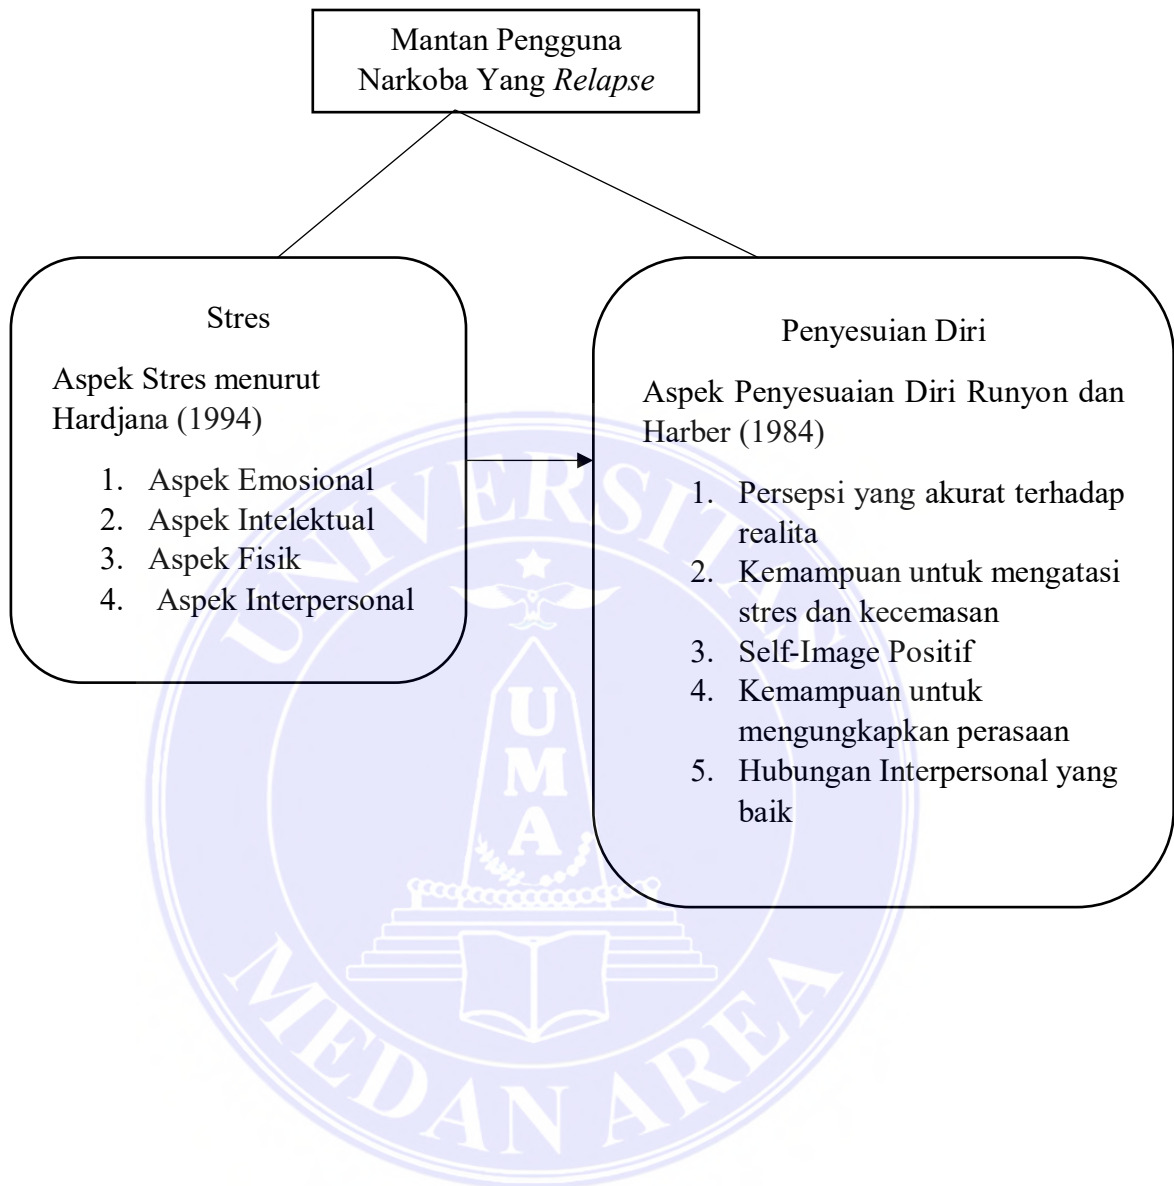 Mantan Pengguna
Narkoba Yang Relapse
Stres
Aspek Stres menurut
Hardjana (1994)
1. Aspek Emosional
2. Aspek Intelektual
3. Aspek Fisik
4. Aspek Interpersonal
Penyesuian Diri
Aspek Penyesuaian Diri Runyon dan
Harber (1984)
1. Persepsi yang akurat terhadap
realita
2. Kemampuan untuk mengatasi
stres dan kecemasan
3. Self-Image Positif
4. Kemampuan untuk
mengungkapkan perasaan
5. Hubungan Interpersonal yang
baik
UNIVERSITAS
UMA
MEDAN AREA